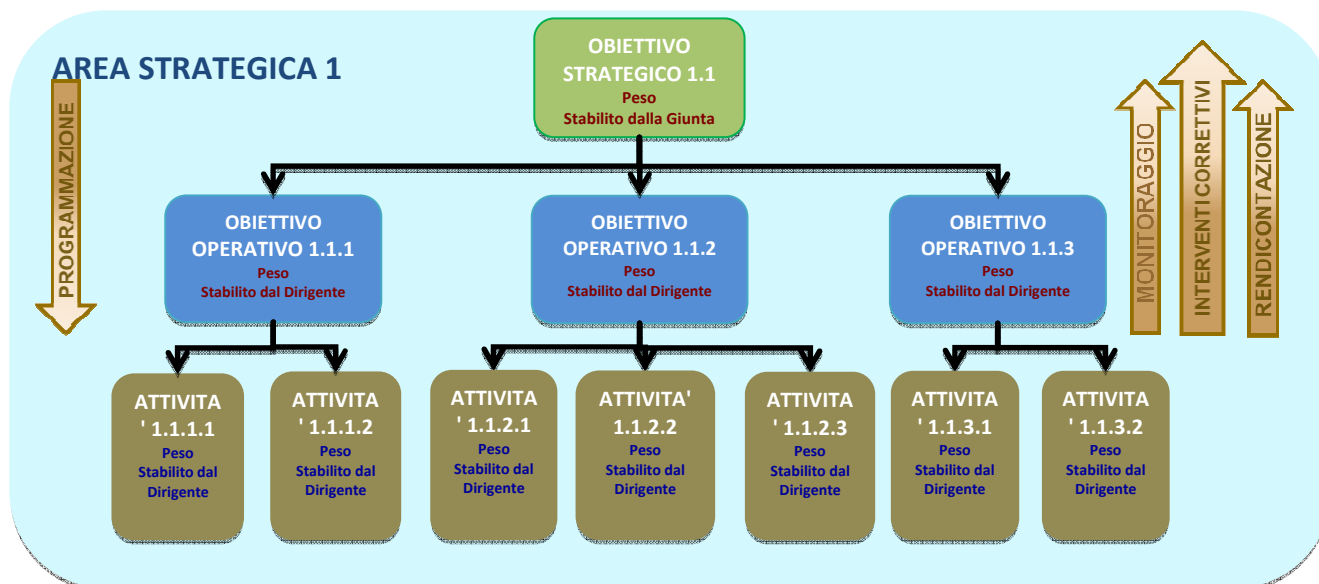 AREA STRATEGICA 1
OBIETTIVO
STRATEGICO 1.1
Peso
Stabilito dalla Giunta
PROGRAMMAZIONE
MONITORAGGIO
INTERVENTI CORRETTIVI
RENDICONTAZIONE
OBIETTIVO
OPERATIVO 1.1.1
Peso
Stabilito dal Dirigente
OBIETTIVO
OPERATIVO 1.1.2
Peso
Stabilito dal Dirigente
OBIETTIVO
OPERATIVO 1.1.3
Peso
Stabilito dal Dirigente
ATTIVITA
' 1.1.1.1
Peso
Stabilito dal
Dirigente
ATTIVITA
' 1.1.1.2
Peso
Stabilito dal
Dirigente
ATTIVITA
' 1.1.2.1
Peso
Stabilito dal
Dirigente
ATTIVITA'
1.1.2.2
Peso
Stabilito dal
Dirigente
ATTIVITA
' 1.1.2.3
Peso
Stabilito dal
Dirigente
ATTIVITA
' 1.1.3.1
Peso
Stabilito dal
Dirigente
ATTIVITA
' 1.1.3.2
Peso
Stabilito dal
Dirigente